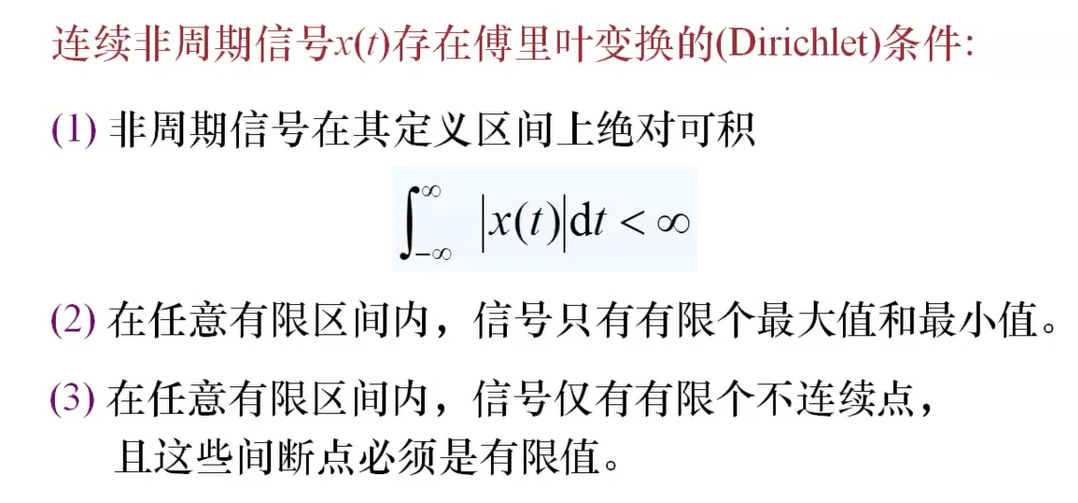 连续非周期信号x(t)存在傅里叶变换的(Dirichlet)条件:
(1) 非周期信号在其定义区间上绝对可积
∫_{-∞}^{∞} |x(t)|dt < ∞
(2) 在任意有限区间内，信号只有有限个最大值和最小值。
(3) 在任意有限区间内，信号仅有有限个不连续点，
且这些间断点必须是有限值。